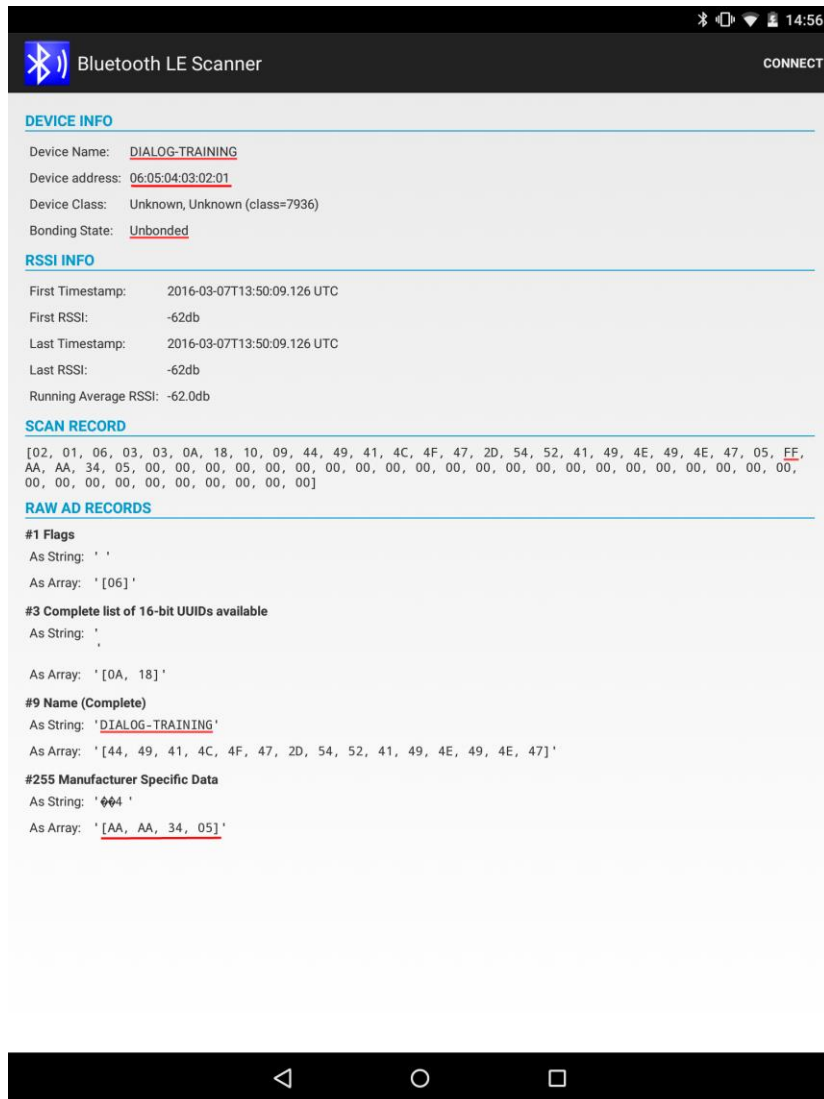 14:56
Bluetooth LE Scanner
CONNECT
DEVICE INFO
Device Name: DIALOG-TRAINING
Device address: 06:05:04:03:02:01
Device Class: Unknown, Unknown (class=7936)
Bonding State: Unbonded
RSSI INFO
First Timestamp: 2016-03-07T13:50:09.126 UTC
First RSSI: -62db
Last Timestamp: 2016-03-07T13:50:09.126 UTC
Last RSSI: -62db
Running Average RSSI: -62.0db
SCAN RECORD
[02, 01, 06, 03, 03, 0A, 18, 10, 09, 44, 49, 41, 4C, 4F, 47, 2D, 54, 52, 41, 49, 4E, 49, 4E, 47, 05, FF,
AA, AA, 34, 05, 00, 00, 00, 00, 00, 00, 00, 00, 00, 00, 00, 00, 00, 00, 00, 00, 00, 00, 00, 00, 00, 00,
00, 00, 00, 00, 00, 00, 00, 00, 00, 00]
RAW AD RECORDS
#1 Flags
As String: ' '
As Array: '[06]'
#3 Complete list of 16-bit UUIDs available
As String: '
'
As Array: '[0A, 18]'
#9 Name (Complete)
As String: 'DIALOG-TRAINING'
As Array: '[44, 49, 41, 4C, 4F, 47, 2D, 54, 52, 41, 49, 4E, 49, 4E, 47]'
#255 Manufacturer Specific Data
As String: '��4 '
As Array: '[AA, AA, 34, 05]'